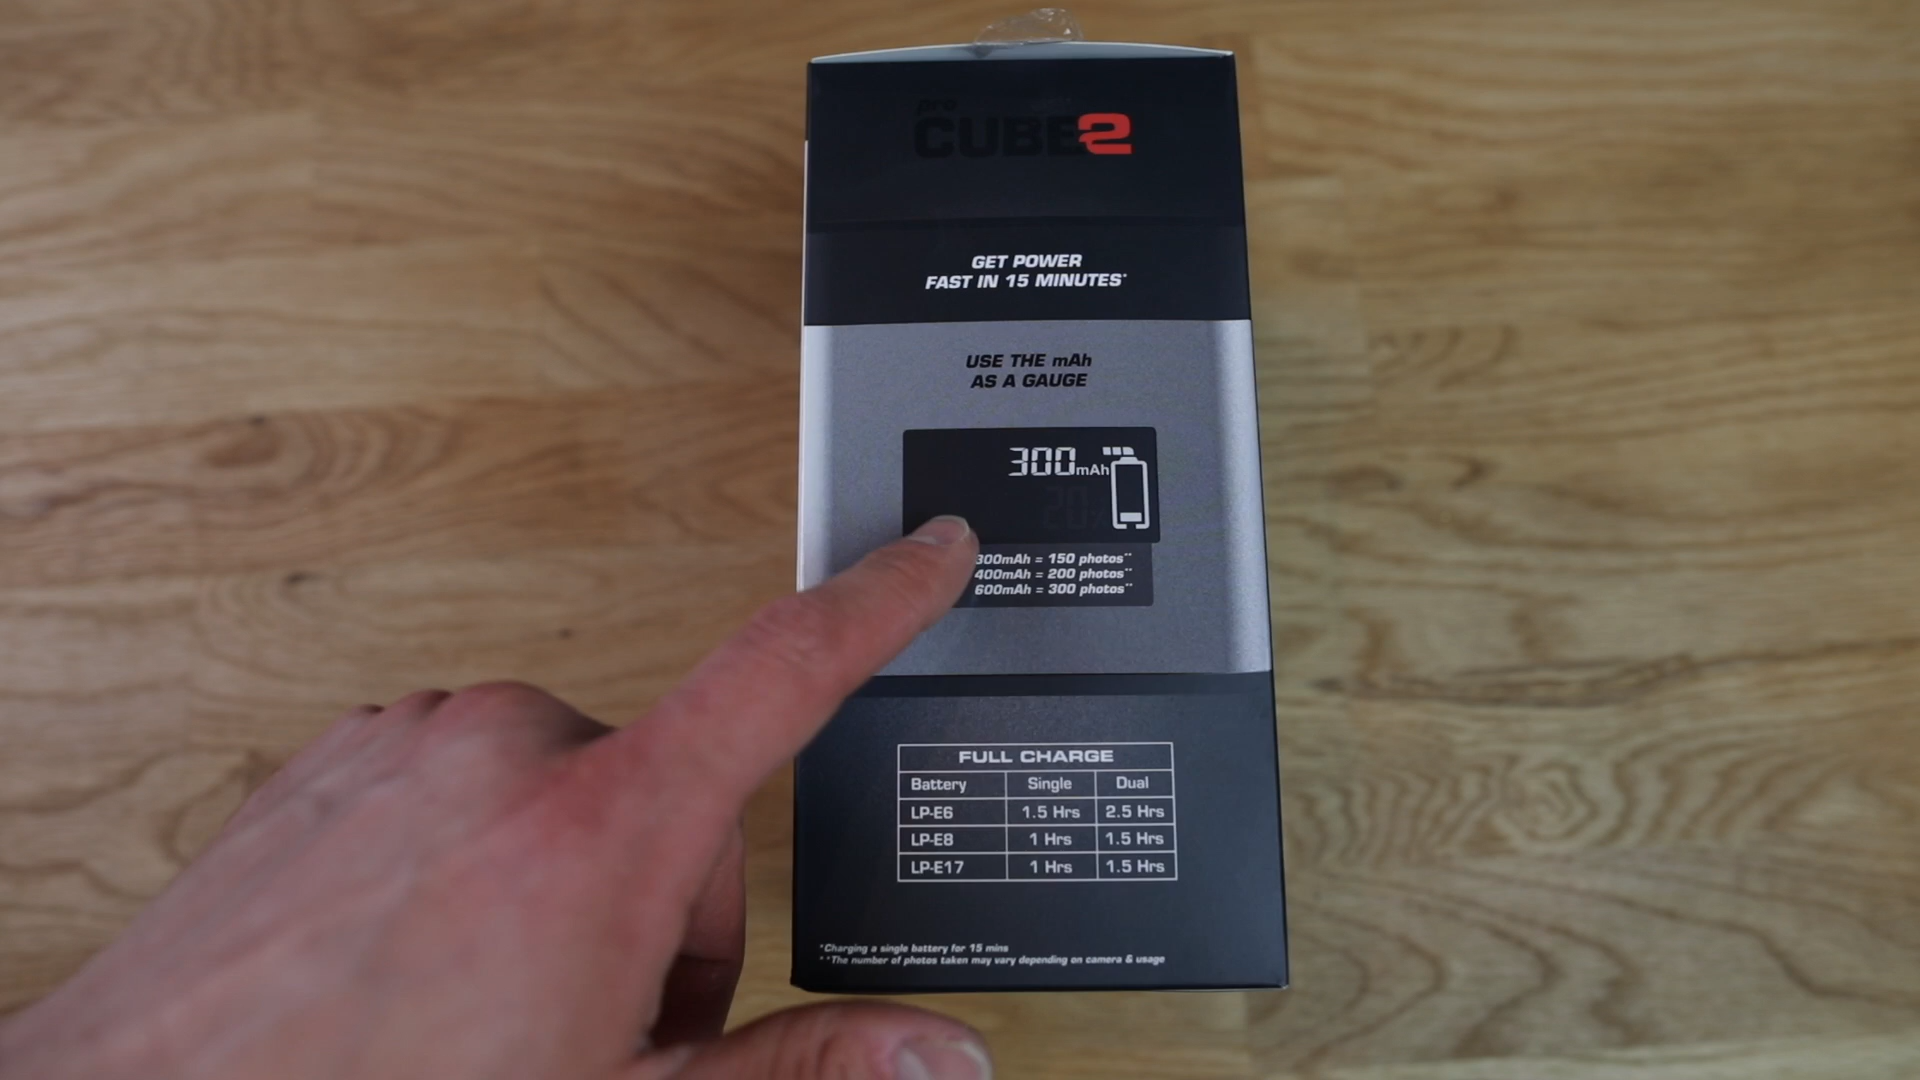 pro
CUBE2
GET POWER
FAST IN 15 MINUTES*
USE THE mAh
AS A GAUGE
300mAh
20
300mAh = 150 photos**
400mAh = 200 photos**
600mAh = 300 photos**
FULL CHARGE
Battery Single Dual
LP-E6 1.5 Hrs 2.5 Hrs
LP-E8 1 Hrs 1.5 Hrs
LP-E17 1 Hrs 1.5 Hrs
*Charging a single battery for 15 mins
**The number of photos taken may vary depending on camera & usage